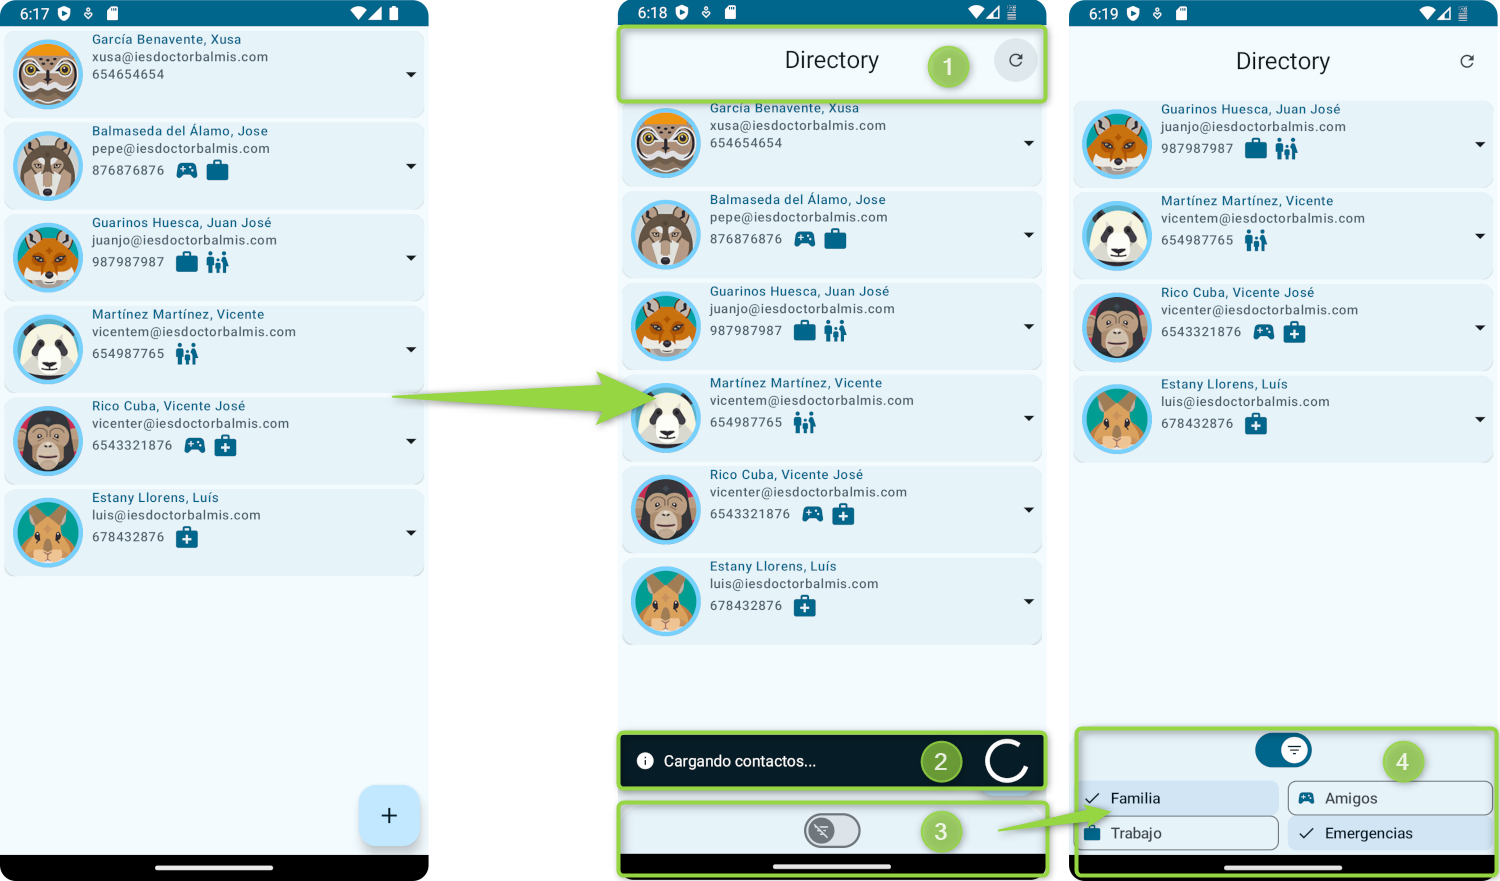 6:17
García Benavente, Xusa
xusa@iesdoctorbalmis.com
654654654
Balmaseda del Álamo, Jose
pepe@iesdoctorbalmis.com
876876876
Guarinos Huesca, Juan José
juanjo@iesdoctorbalmis.com
987987987
Martínez Martínez, Vicente
vicentem@iesdoctorbalmis.com
654987765
Rico Cuba, Vicente José
vicenter@iesdoctorbalmis.com
6543321876
Estany Llorens, Luís
luis@iesdoctorbalmis.com
678432876
+
6:18
Directory
1
García Benavente, Xusa
xusa@iesdoctorbalmis.com
654654654
Balmaseda del Álamo, Jose
pepe@iesdoctorbalmis.com
876876876
Guarinos Huesca, Juan José
juanjo@iesdoctorbalmis.com
987987987
Martínez Martínez, Vicente
vicentem@iesdoctorbalmis.com
654987765
Rico Cuba, Vicente José
vicenter@iesdoctorbalmis.com
6543321876
Estany Llorens, Luís
luis@iesdoctorbalmis.com
678432876
Cargando contactos...
2
3
6:19
Directory
Guarinos Huesca, Juan José
juanjo@iesdoctorbalmis.com
987987987
Martínez Martínez, Vicente
vicentem@iesdoctorbalmis.com
654987765
Rico Cuba, Vicente José
vicenter@iesdoctorbalmis.com
6543321876
Estany Llorens, Luís
luis@iesdoctorbalmis.com
678432876
4
Familia
Amigos
Trabajo
Emergencias